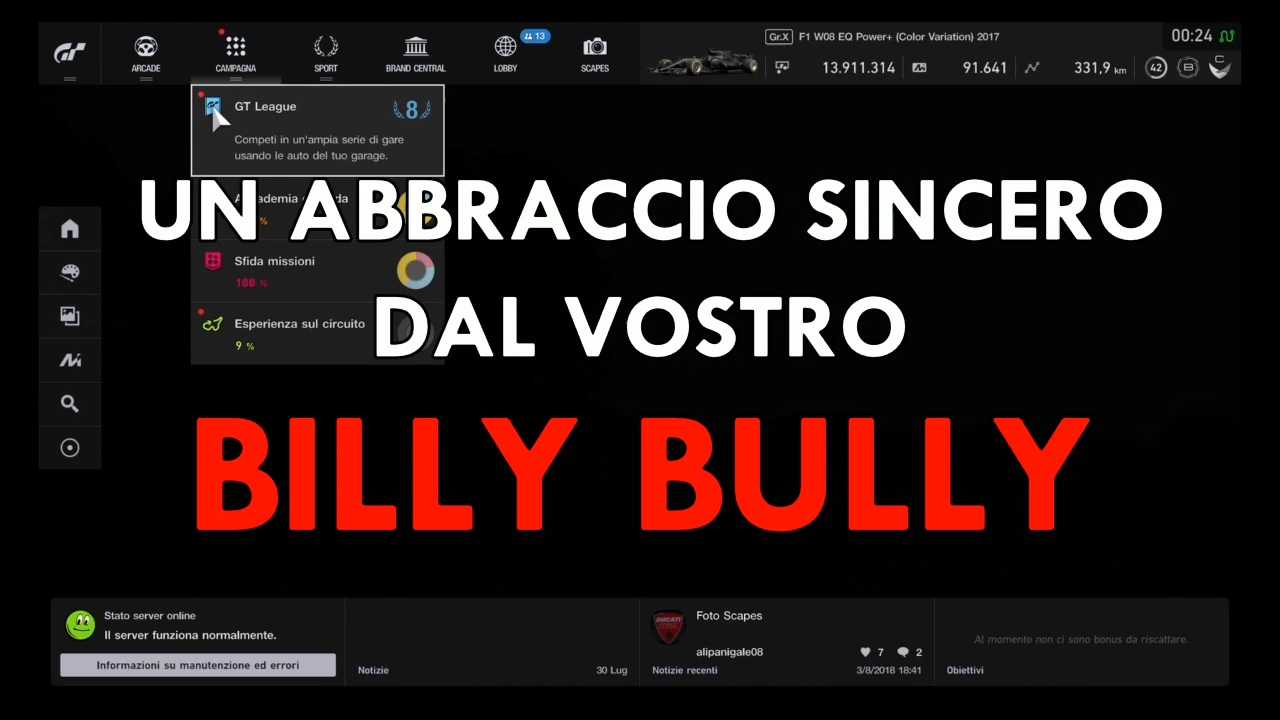 Gr.X F1 W08 EQ Power+ (Color Variation) 2017
00:24
13
ARCADE
CAMPAGNA
SPORT
BRAND CENTRAL
LOBBY
SCAPES
13.911.314
91.641
331,9 km
42
B
C
GT League
8
Competi in un'ampia serie di gare
usando le auto del tuo garage.
UN ABBRACCIO SINCERO
%
Sfida missioni
100 %
Esperienza sul circuito
9 %
DAL VOSTRO
BILLY BULLY
Stato server online
Il server funziona normalmente.
Informazioni su manutenzione ed errori
Notizie
30 Lug
DUCATI
Foto Scapes
alipanigale08
7
2
Notizie recenti
3/8/2018 18:41
Al momento non ci sono bonus da riscattare.
Obiettivi